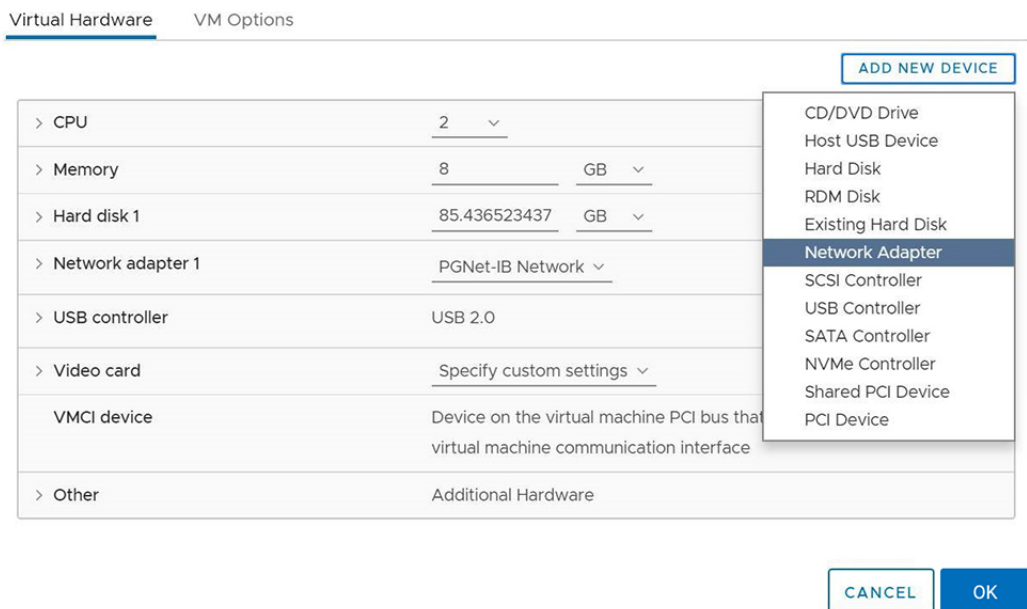 Virtual Hardware VM Options
ADD NEW DEVICE
CPU 2
Memory 8 GB
Hard disk 1 85.436523437 GB
Network adapter 1 PGNet-IB Network
USB controller USB 2.0
Video card Specify custom settings
VMCI device Device on the virtual machine PCI bus that
virtual machine communication interface
Other Additional Hardware
CD/DVD Drive
Host USB Device
Hard Disk
RDM Disk
Existing Hard Disk
Network Adapter
SCSI Controller
USB Controller
SATA Controller
NVMe Controller
Shared PCI Device
PCI Device
CANCEL OK